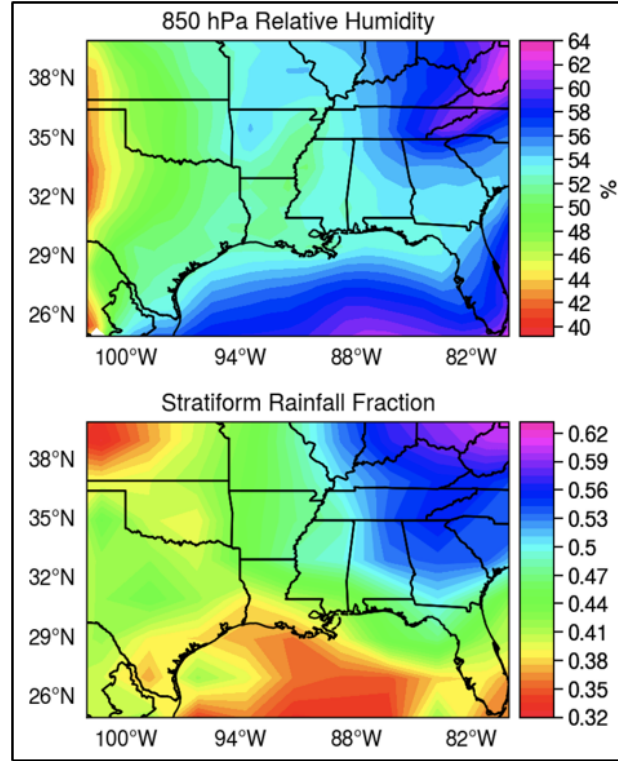 850 hPa Relative Humidity
38°N
35°N
32°N
29°N
26°N
100°W 94°W 88°W 82°W
64
62
60
58
56
54
52
50
48
46
44
42
40
%
Stratiform Rainfall Fraction
38°N
35°N
32°N
29°N
26°N
100°W 94°W 88°W 82°W
0.62
0.59
0.56
0.53
0.5
0.47
0.44
0.41
0.38
0.35
0.32